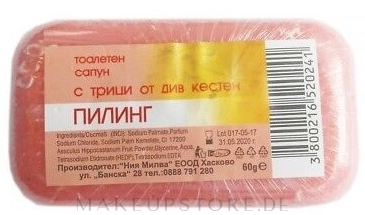 тоалетен
сапун
с трици от див кестен
ПИЛИНГ
Ingredients/Cъстав: (INCI): Sodium Palmate, Parfum
Sodium Chloride, Sodium Palm Kernelate, CI 17200
Aesculus Hippocastanum Fruit Powder, Glycerine, Aqua,
Tetrasodium Etidronate (HEDP), Tetrasodium EDTA
Производител: "Ния Милва" ЕООД Хасково
ул. "Банска" 28 тел.:0888 791 280
Lot 017-05-17
31.05.2020 г.
60g e
3800216520241
MAKEUPSTORE.DE